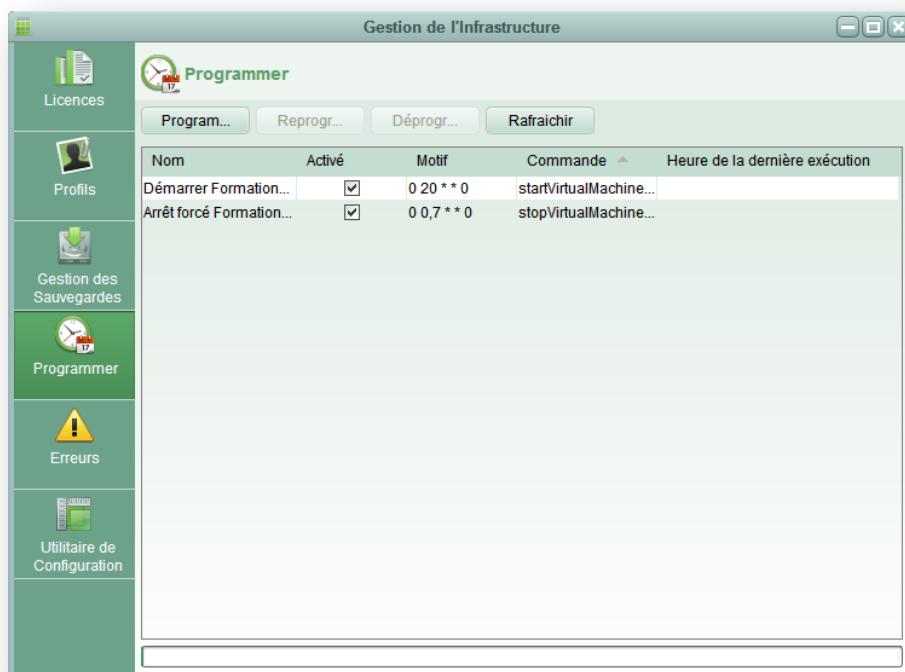 Gestion de l'Infrastructure
Licences
Profils
Gestion des
Sauvegardes
Programmer
Erreurs
Utilitaire de
Configuration
Programmer
17
17
Program... Reprogr... Déprogr... Rafraichir
Nom Activé Motif Commande Heure de la dernière exécution
Démarrer Formation... 0 20 * * 0 startVirtualMachine...
Arrêt forcé Formation... 0 0,7 * * 0 stopVirtualMachine...